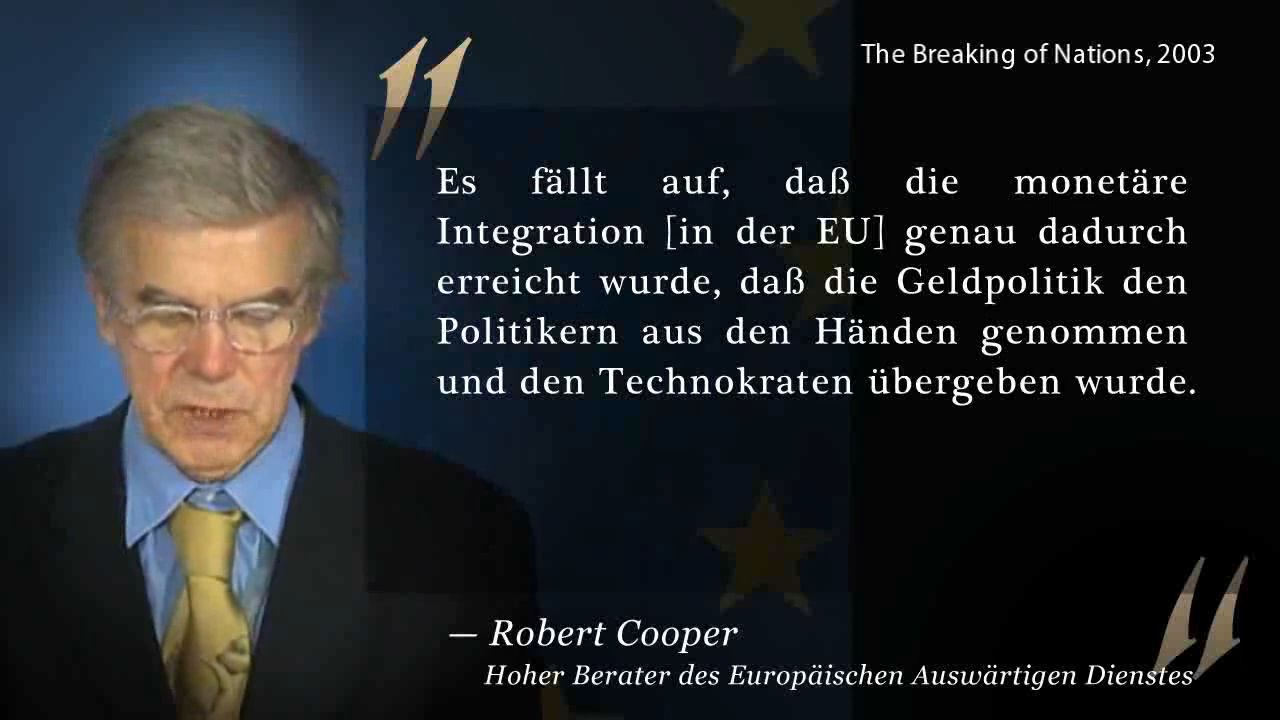 The Breaking of Nations, 2003
"
Es fällt auf, daß die monetäre
Integration [in der EU] genau dadurch
erreicht wurde, daß die Geldpolitik den
Politikern aus den Händen genommen
und den Technokraten übergeben wurde.
"
— Robert Cooper
Hoher Berater des Europäischen Auswärtigen Dienstes